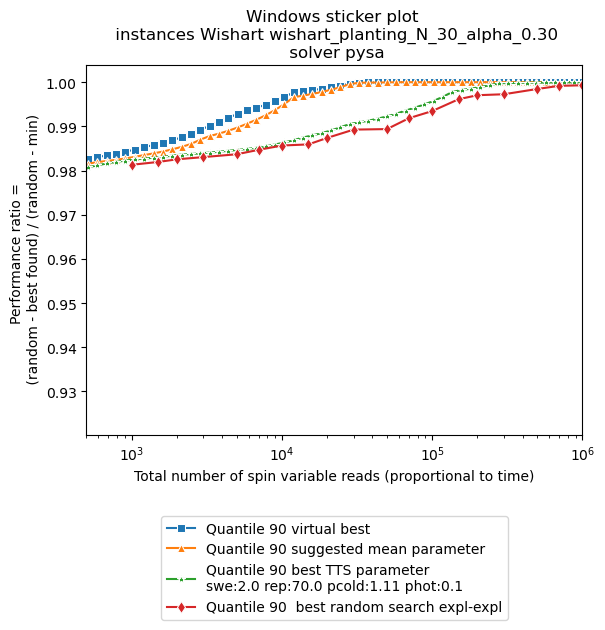 Windows sticker plot
instances Wishart wishart_planting_N_30_alpha_0.30
solver pysa
Performance ratio =
(random - best found) / (random - min)
1.00
0.99
0.98
0.97
0.96
0.95
0.94
0.93
10³
10⁴
10⁵
10⁶
Total number of spin variable reads (proportional to time)
Quantile 90 virtual best
Quantile 90 suggested mean parameter
Quantile 90 best TTS parameter
swe:2.0 rep:70.0 pcold:1.11 phot:0.1
Quantile 90  best random search expl-expl